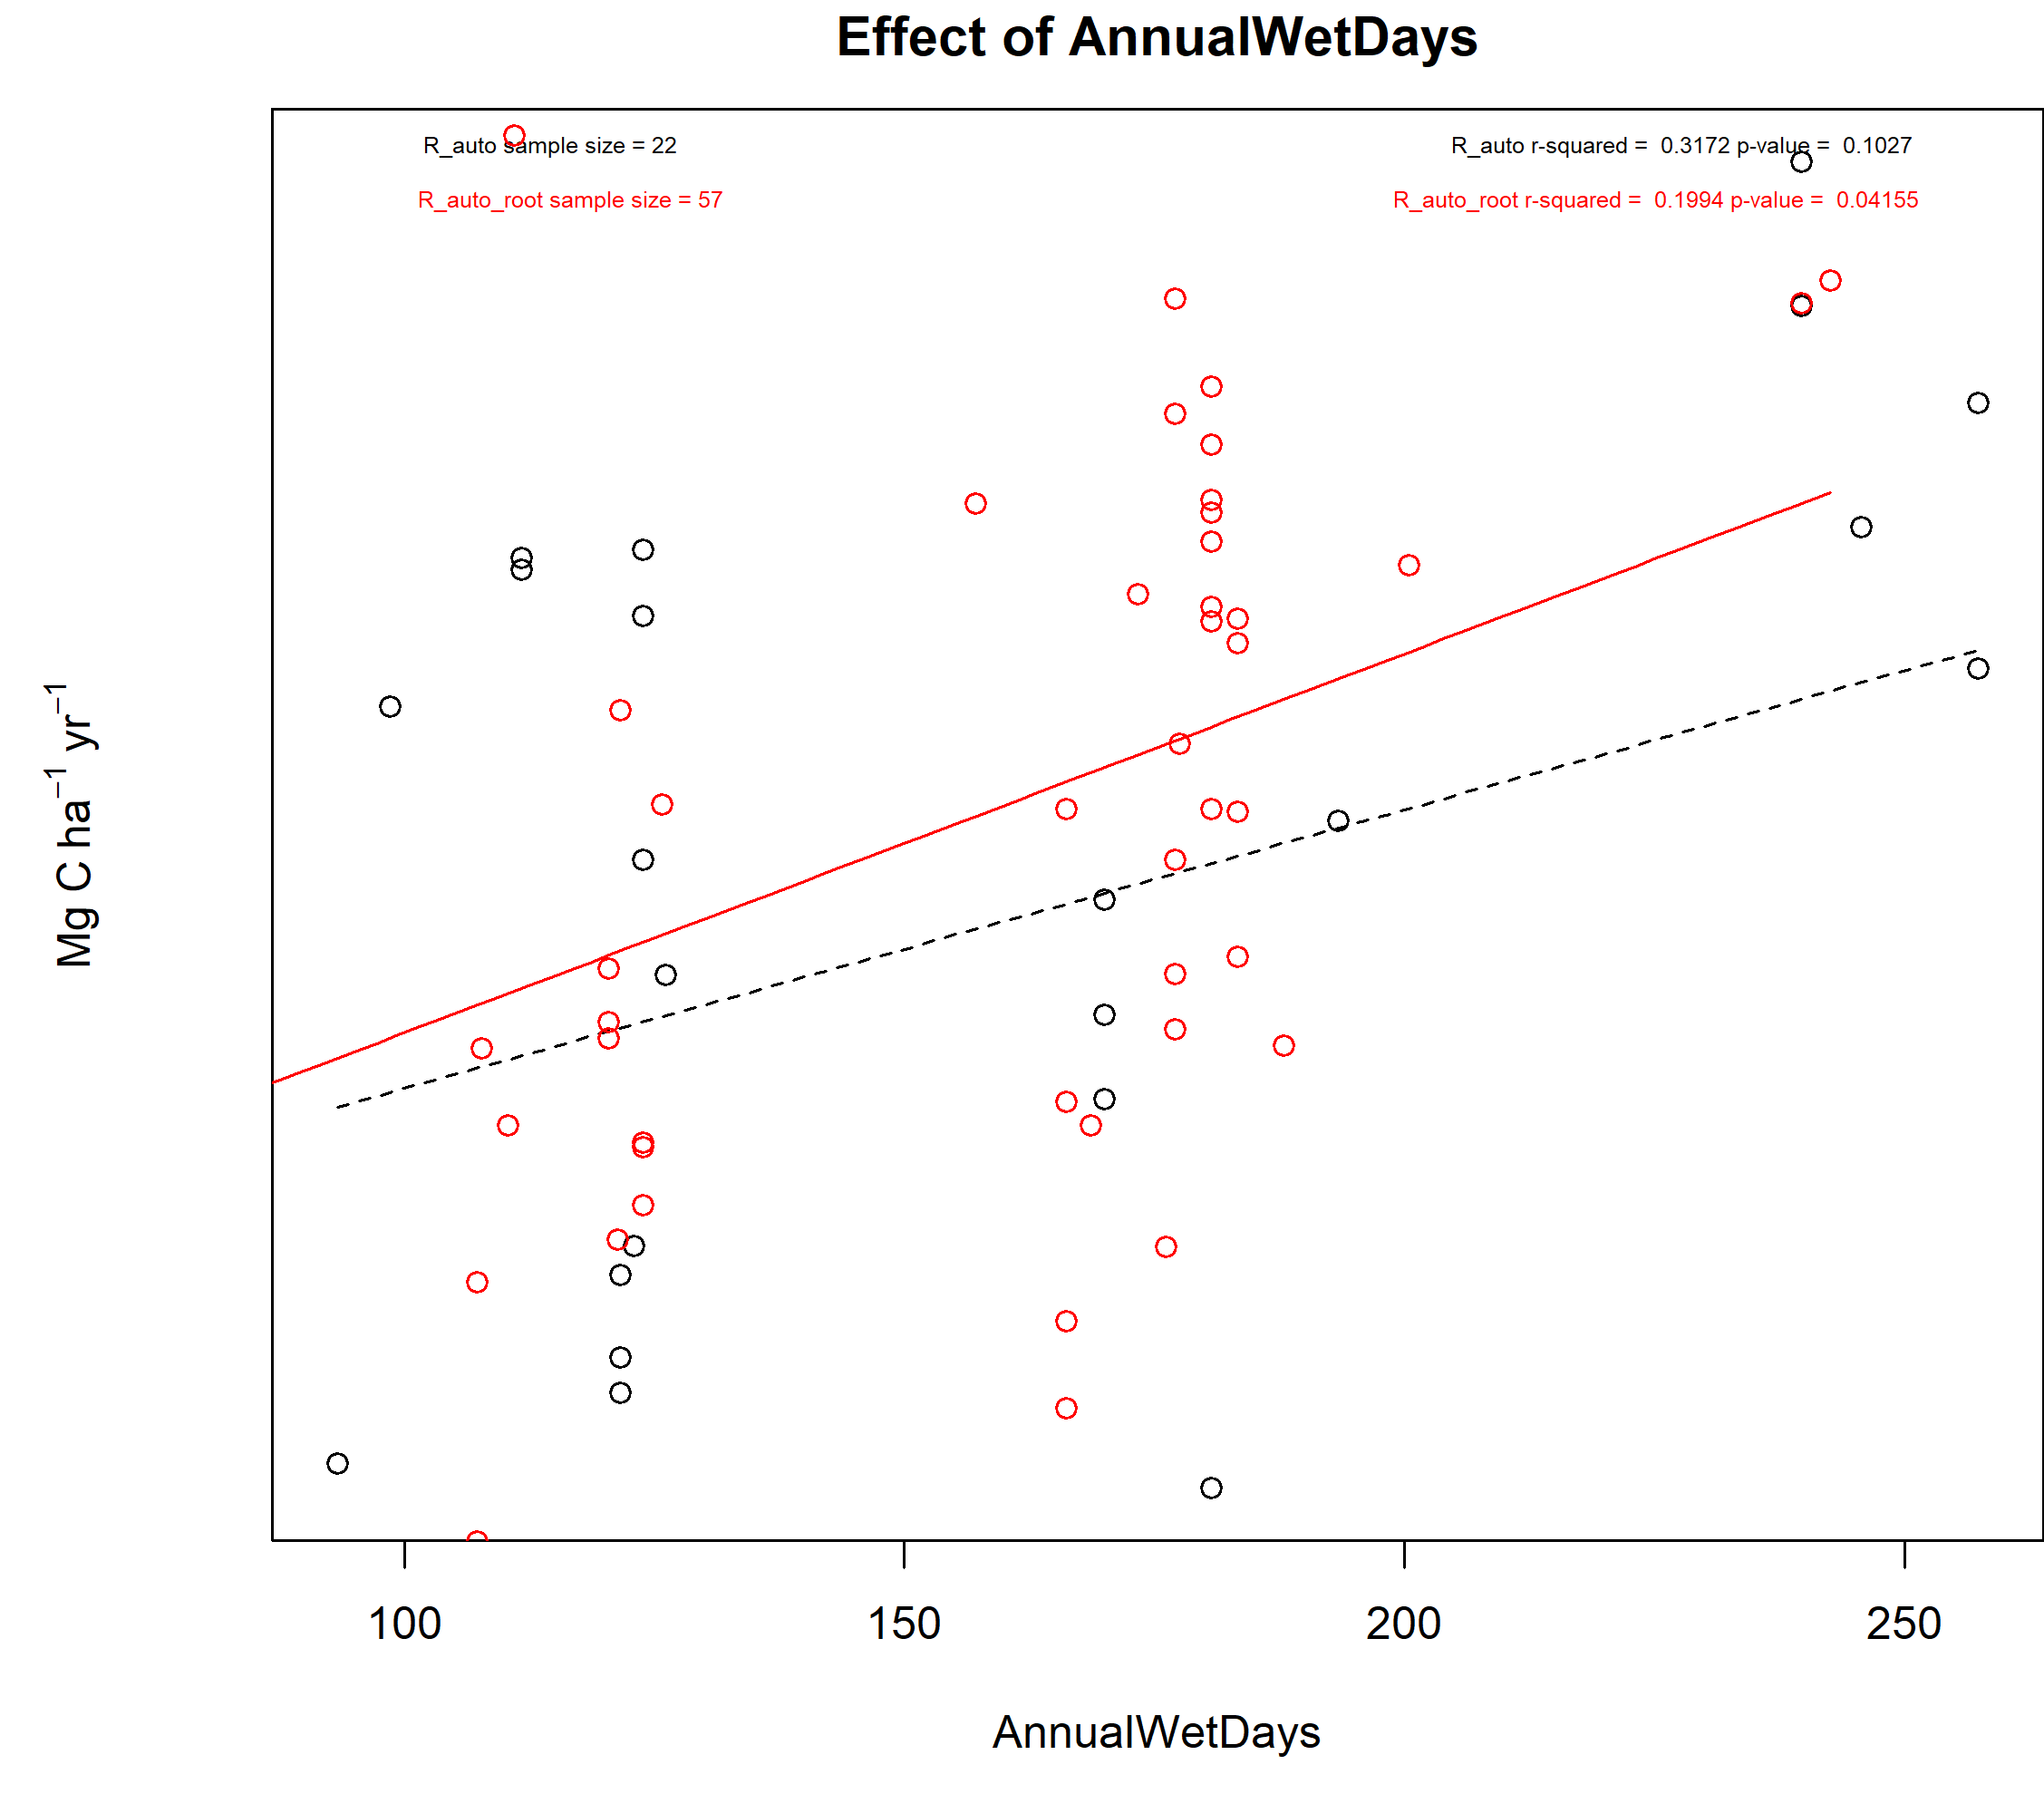 Effect of AnnualWetDays
R_auto sample size = 22
R_auto r-squared = 0.3172 p-value = 0.1027
R_auto_root sample size = 57
R_auto_root r-squared = 0.1994 p-value = 0.04155
Mg C ha⁻¹ yr⁻¹
100 150 200 250
AnnualWetDays